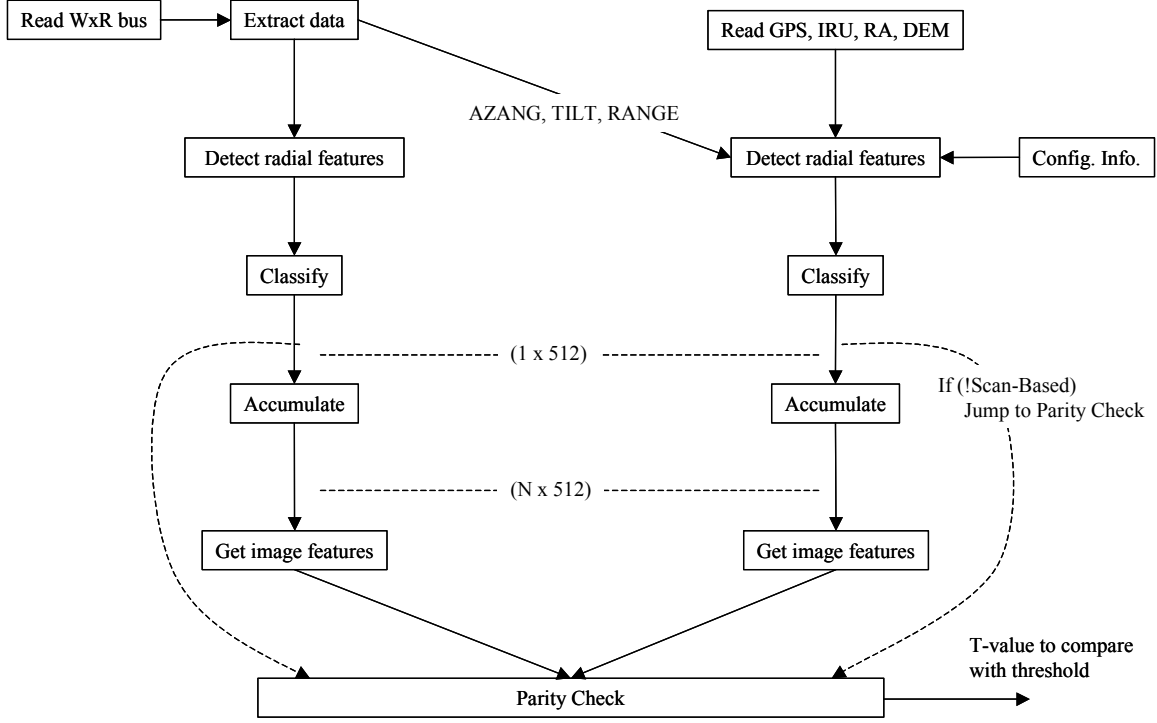 Read WxR bus
Extract data
Read GPS, IRU, RA, DEM
AZANG, TILT, RANGE
Detect radial features
Detect radial features
Config. Info.
Classify
Classify
(1 x 512)
If (!Scan-Based)
Jump to Parity Check
Accumulate
Accumulate
(N x 512)
Get image features
Get image features
T-value to compare
with threshold
Parity Check